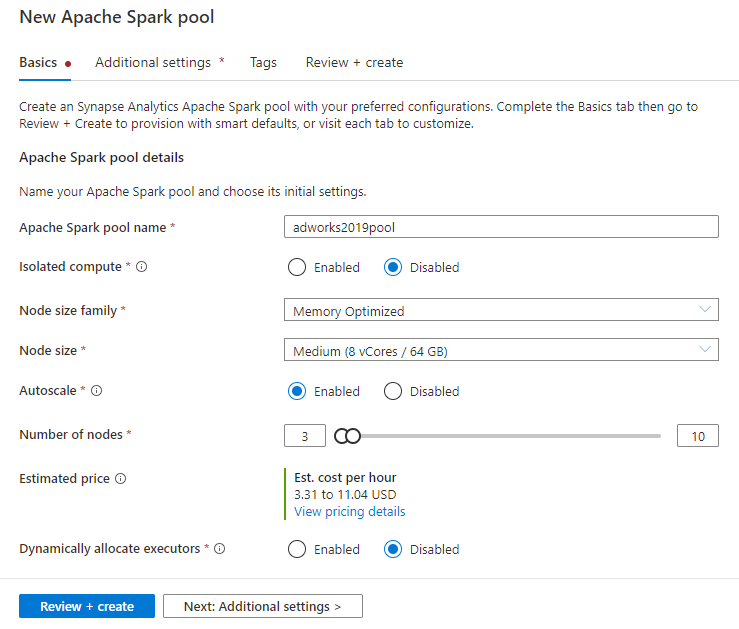 New Apache Spark pool
Basics Additional settings * Tags Review + create
Create an Synapse Analytics Apache Spark pool with your preferred configurations. Complete the Basics tab then go to
Review + Create to provision with smart defaults, or visit each tab to customize.
Apache Spark pool details
Name your Apache Spark pool and choose its initial settings.
Apache Spark pool name * adworks2019pool
Isolated compute * Enabled Disabled
Node size family * Memory Optimized
Node size * Medium (8 vCores / 64 GB)
Autoscale * Enabled Disabled
Number of nodes * 3 10
Estimated price Est. cost per hour
3.31 to 11.04 USD
View pricing details
Dynamically allocate executors * Enabled Disabled
Review + create Next: Additional settings >